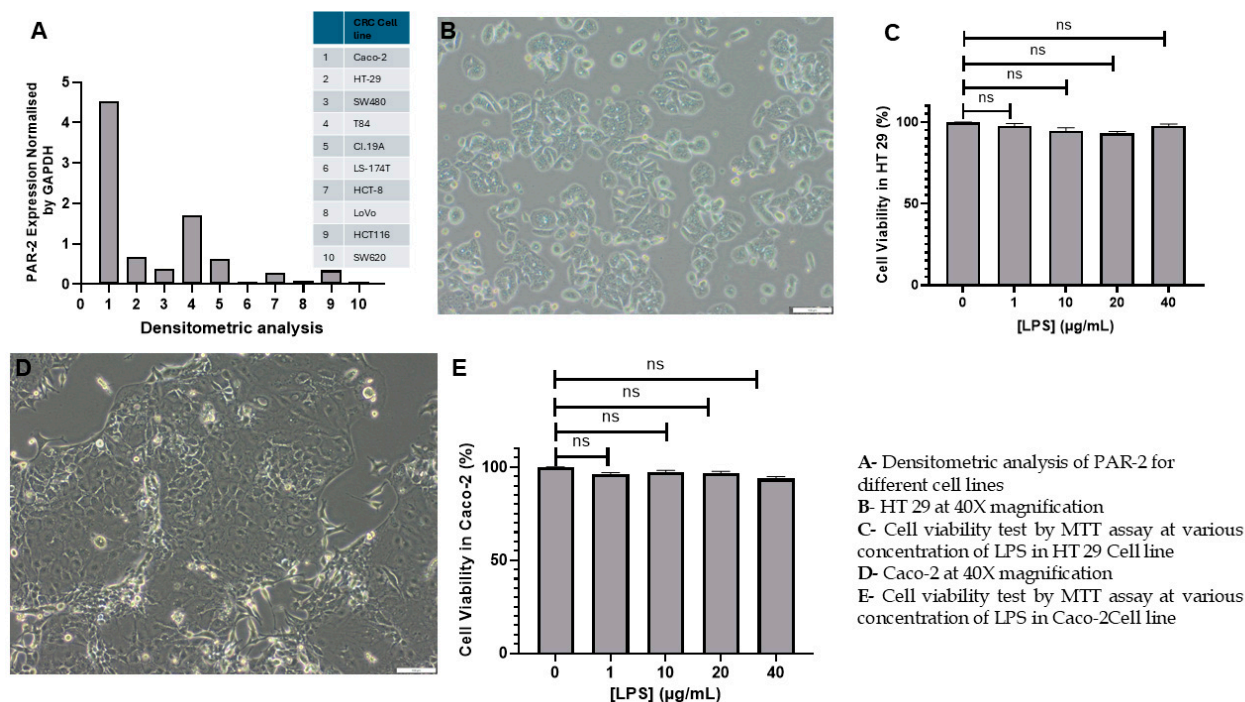 A
CRC Cell
line
1 Caco-2
2 HT-29
3 SW480
4 T84
5 Cl.19A
6 LS-174T
7 HCT-8
8 LoVo
9 HCT116
10 SW620
PAR-2 Expression Normalised
by GAPDH
5
4
3
2
1
0
0 1 2 3 4 5 6 7 8 9 10
Densitometric analysis
B
C
ns
ns
ns
ns
Cell Viability in HT 29 (%)
100
50
0
0 1 10 20 40
[LPS] (µg/mL)
D
E
ns
ns
ns
ns
Cell Viability in Caco-2 (%)
100
50
0
0 1 10 20 40
[LPS] (µg/mL)
A- Densitometric analysis of PAR-2 for
different cell lines
B- HT 29 at 40X magnification
C- Cell viability test by MTT assay at various
concentration of LPS in HT 29 Cell line
D- Caco-2 at 40X magnification
E- Cell viability test by MTT assay at various
concentration of LPS in Caco-2Cell line